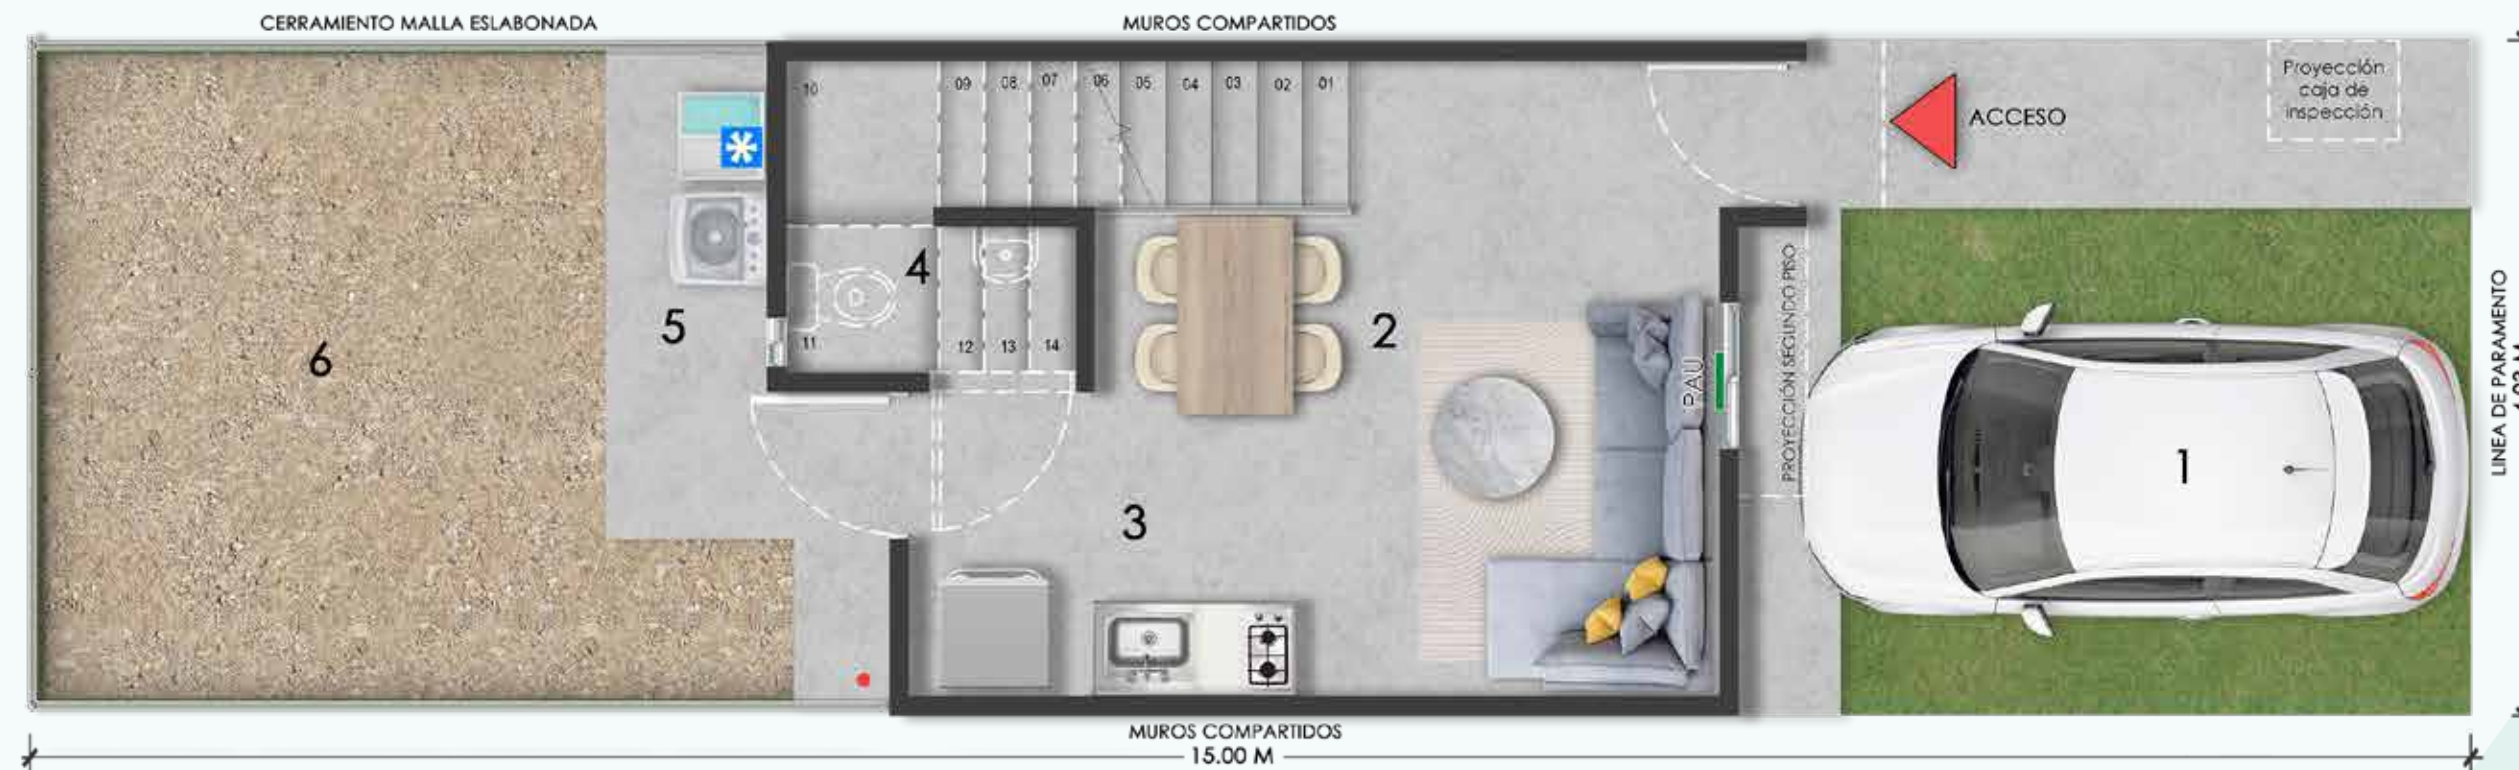 CERRAMIENTO MALLA ESLABONADA
MUROS COMPARTIDOS
10
09
08
07
06
05
04
03
02
01
Proyección
caja de
inspección
ACCESO
4
5
6
11
12
13
14
2
3
PAU
PROYECCIÓN SEGUNDO PISO
1
LINEA DE PARAMENTO
MUROS COMPARTIDOS
15.00 M